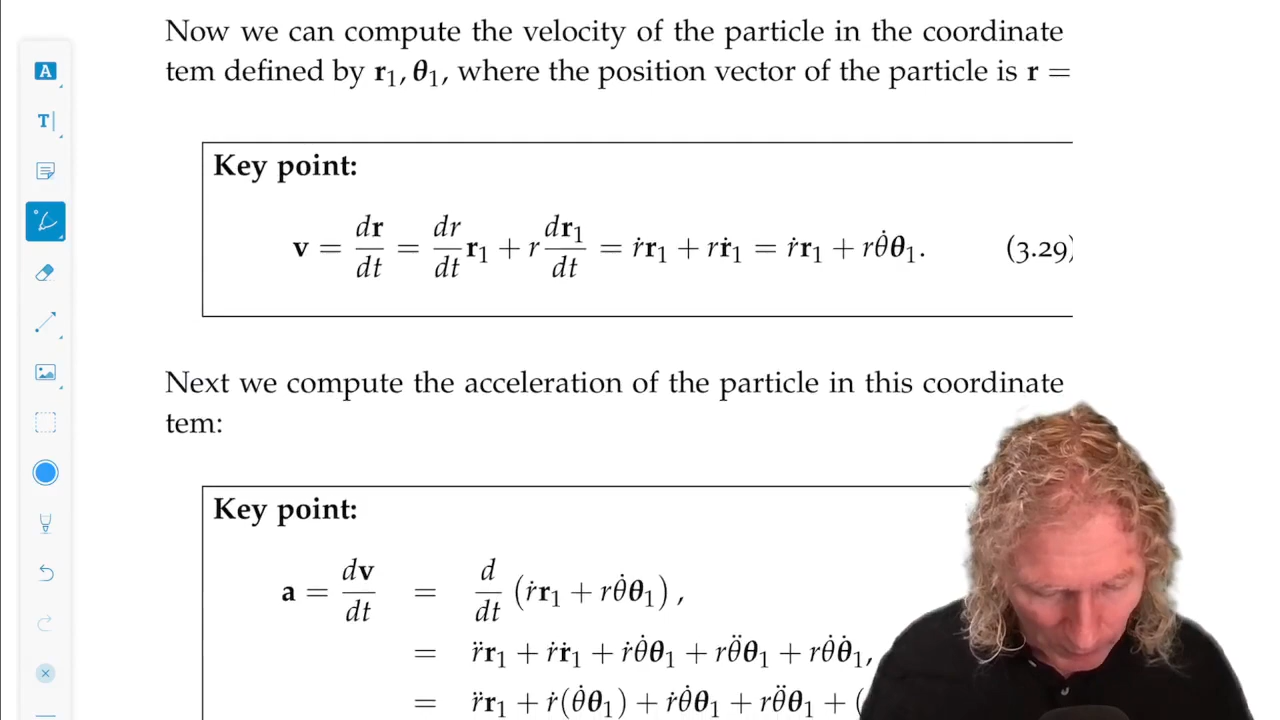 Now we can compute the velocity of the particle in the coordinate
tem defined by r₁, θ₁, where the position vector of the particle is r =
Key point:
v = dr/dt = dr/dt r₁ + r dr₁/dt = ṙr₁ + rṙ₁ = ṙr₁ + rθ̇θ₁. (3.29)
Next we compute the acceleration of the particle in this coordinate
tem:
Key point:
a = dv/dt = d/dt (ṙr₁ + rθ̇θ₁),
= r̈r₁ + ṙṙ₁ + ṙθ̇θ₁ + rθ̈θ₁ + rθ̇θ̇₁,
= r̈r₁ + ṙ(θ̇θ₁) + ṙθ̇θ₁ + rθ̈θ₁ + (
A
T